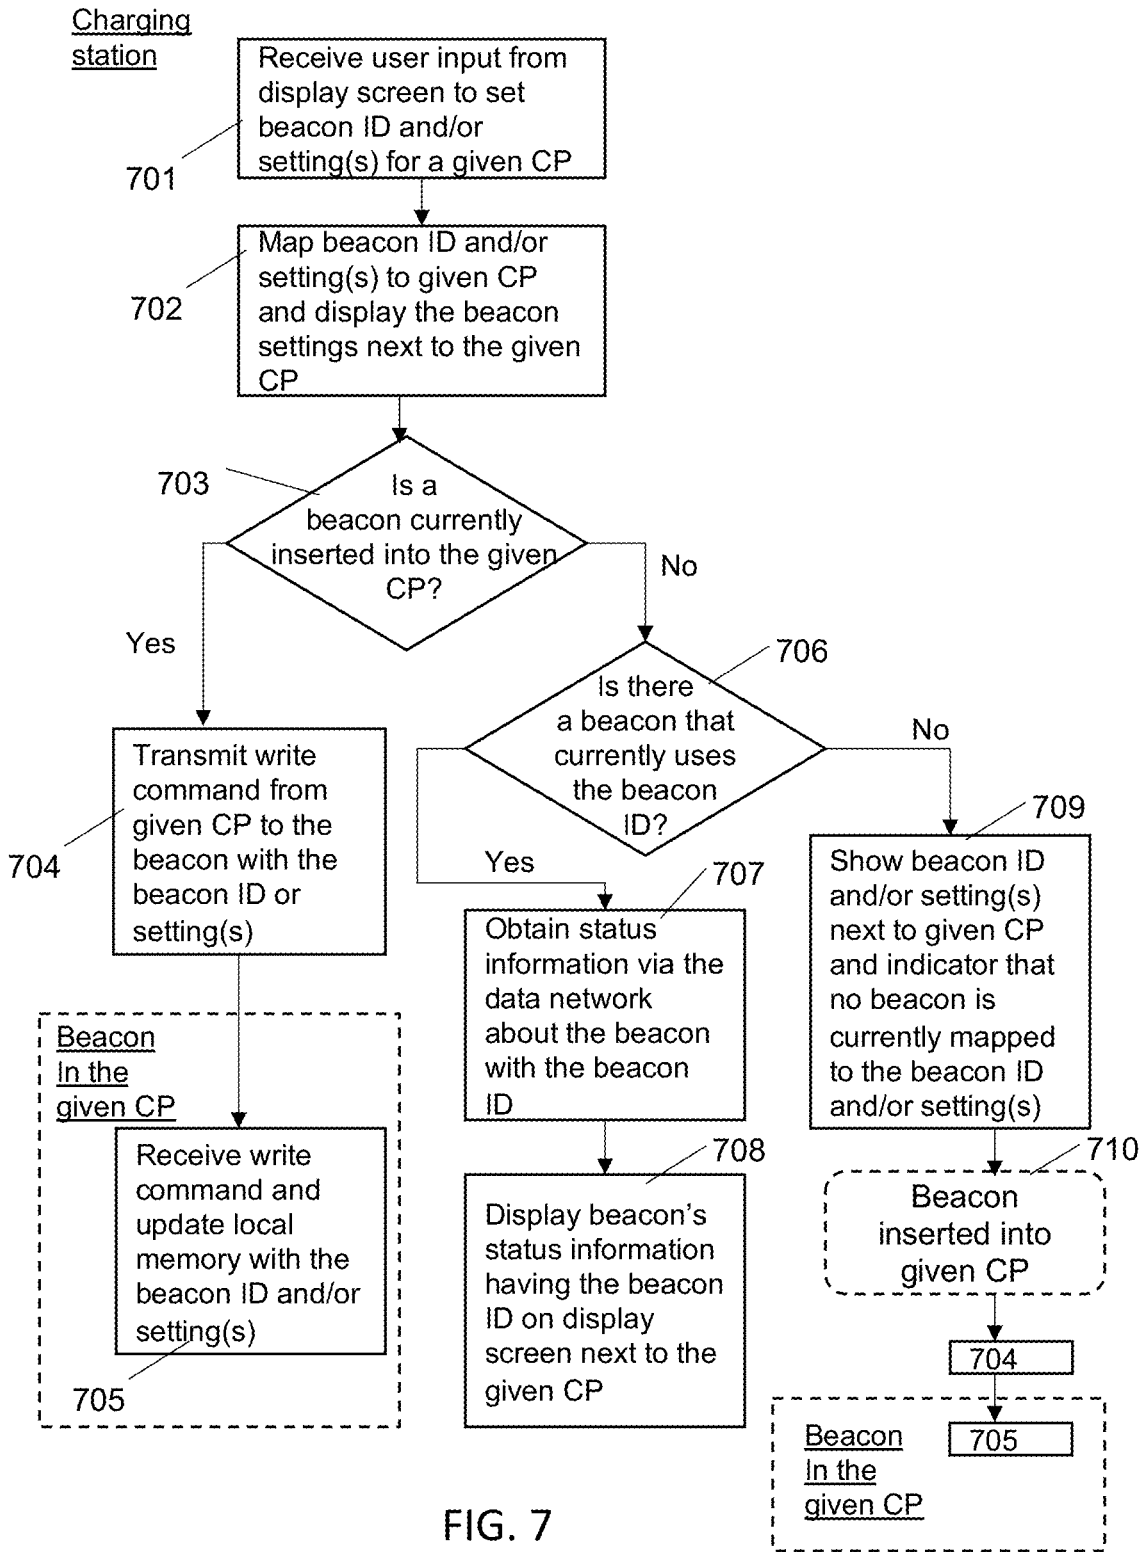 Charging
station
Receive user input from
display screen to set
beacon ID and/or
setting(s) for a given CP
701
Map beacon ID and/or
setting(s) to given CP
and display the beacon
settings next to the given
CP
702
703
Is a
beacon currently
inserted into the given
CP?
No
Yes
706
Is there
a beacon that
currently uses
the beacon
ID?
No
Yes
Transmit write
command from
given CP to the
beacon with the
beacon ID or
setting(s)
704
707
Obtain status
information via the
data network
about the beacon
with the beacon
ID
709
Show beacon ID
and/or setting(s)
next to given CP
and indicator that
no beacon is
currently mapped
to the beacon ID
and/or setting(s)
Beacon
In the
given CP
Receive write
command and
update local
memory with the
beacon ID and/or
setting(s)
705
708
Display beacon's
status information
having the beacon
ID on display
screen next to the
given CP
710
Beacon
inserted into
given CP
704
705
Beacon
In the
given CP
FIG. 7